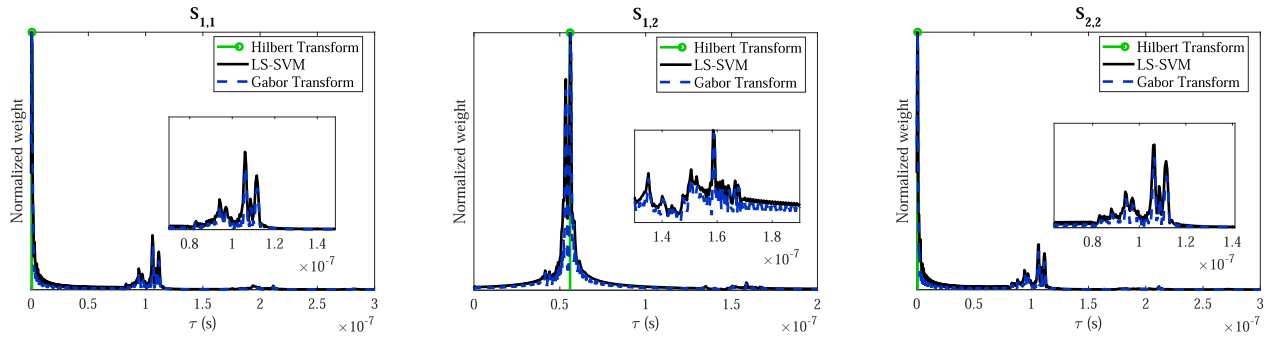 S1,1
Normalized weight
Hilbert Transform
LS-SVM
Gabor Transform
0.8 1 1.2 1.4
×10-7
0 0.5 1 1.5 2 2.5 3
τ (s)
×10-7
S1,2
Normalized weight
Hilbert Transform
LS-SVM
Gabor Transform
1.4 1.6 1.8
×10-7
0 0.5 1 1.5 2
τ (s)
×10-7
S2,2
Normalized weight
Hilbert Transform
LS-SVM
Gabor Transform
0.8 1 1.2 1.4
×10-7
0 0.5 1 1.5 2 2.5 3
τ (s)
×10-7